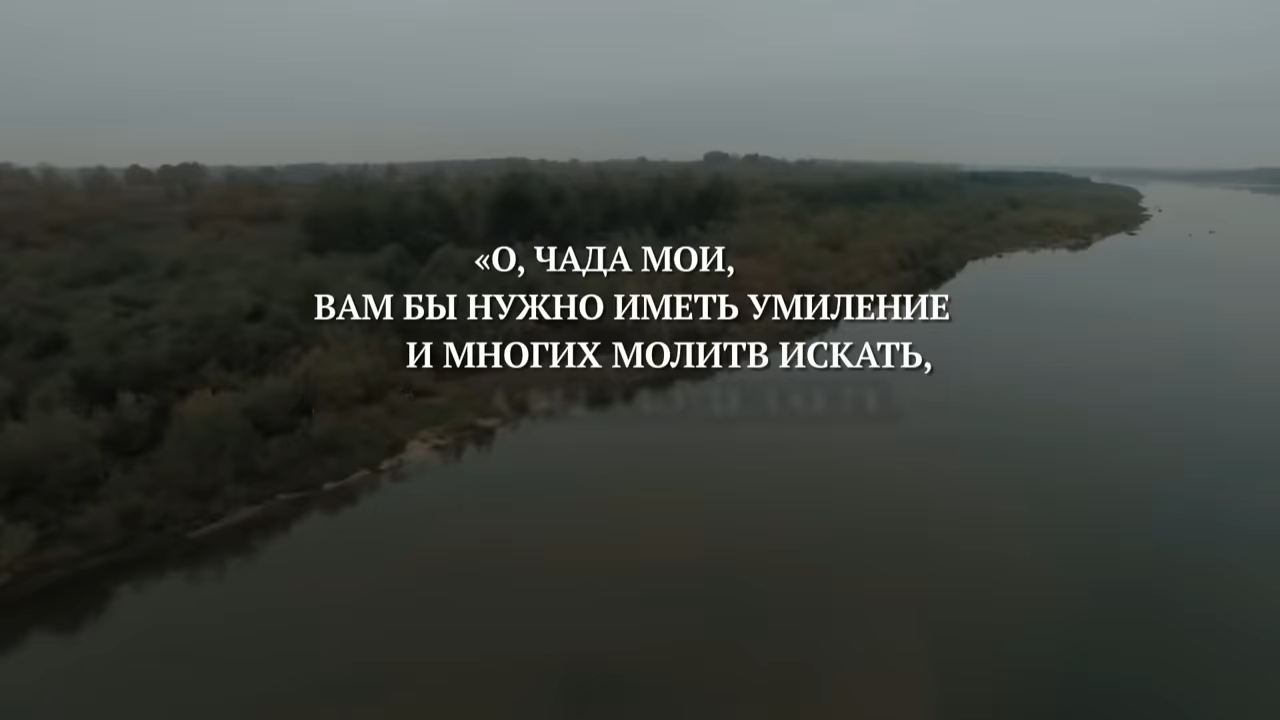 «О, ЧАДА МОИ,
ВАМ БЫ НУЖНО ИМЕТЬ УМИЛЕНИЕ
И МНОГИХ МОЛИТВ ИСКАТЬ,